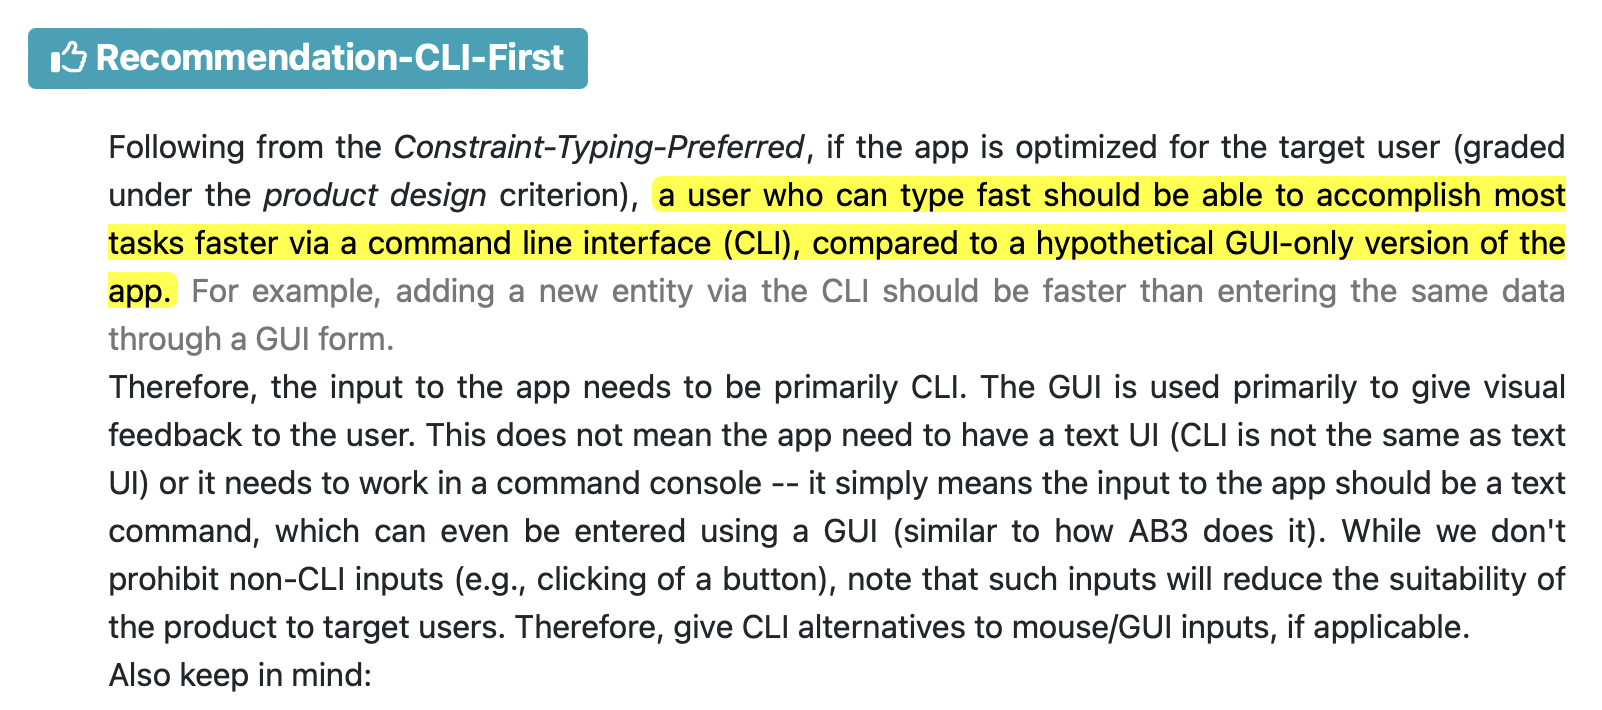 Recommendation-CLI-First
Following from the Constraint-Typing-Preferred, if the app is optimized for the target user (graded
under the product design criterion), a user who can type fast should be able to accomplish most
tasks faster via a command line interface (CLI), compared to a hypothetical GUI-only version of the
app. For example, adding a new entity via the CLI should be faster than entering the same data
through a GUI form.
Therefore, the input to the app needs to be primarily CLI. The GUI is used primarily to give visual
feedback to the user. This does not mean the app need to have a text UI (CLI is not the same as text
UI) or it needs to work in a command console -- it simply means the input to the app should be a text
command, which can even be entered using a GUI (similar to how AB3 does it). While we don't
prohibit non-CLI inputs (e.g., clicking of a button), note that such inputs will reduce the suitability of
the product to target users. Therefore, give CLI alternatives to mouse/GUI inputs, if applicable.
Also keep in mind: